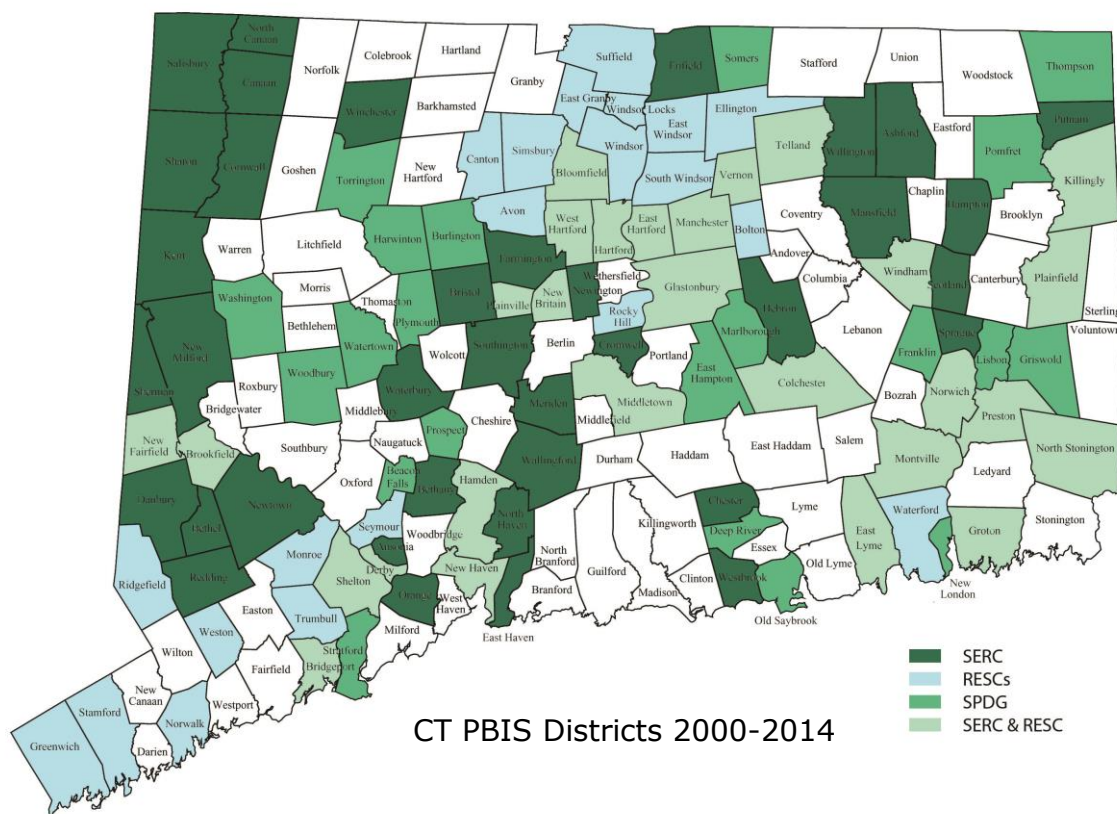 North
Canaan
Salisbury
Canaan
Norfolk
Colebrook
Hartland
Granby
Suffield
Enfield
Somers
Stafford
Union
Woodstock
Thompson
Winchester
Barkhamsted
East Granby
Windsor Locks
East
Windsor
Ellington
Willington
Ashford
Eastford
Putnam
Pomfret
Sharon
Cornwall
Goshen
Torrington
New
Hartford
Canton
Simsbury
Bloomfield
Windsor
South Windsor
Vernon
Tolland
Mansfield
Chaplin
Hampton
Brooklyn
Killingly
Kent
Warren
Litchfield
Harwinton
Burlington
Avon
West
Hartford
Hartford
East
Hartford
Manchester
Bolton
Coventry
Andover
Columbia
Windham
Scotland
Canterbury
Plainfield
Sterling
Washington
Morris
Bethlehem
Thomaston
Plymouth
Bristol
Farmington
Plainville
New
Britain
Newington
Wethersfield
Rocky
Hill
Glastonbury
Marlborough
Hebron
Lebanon
Franklin
Sprague
Lisbon
Griswold
Voluntown
New
Milford
Sherman
Roxbury
Woodbury
Watertown
Waterbury
Wolcott
Southington
Berlin
Cromwell
Portland
East
Hampton
Colchester
Bozrah
Norwich
Preston
North Stonington
Bridgewater
New
Fairfield
Brookfield
Southbury
Middlebury
Naugatuck
Prospect
Cheshire
Meriden
Middlefield
Middletown
Haddam
East Haddam
Salem
Montville
Ledyard
Danbury
Bethel
Newtown
Oxford
Beacon
Falls
Bethany
Hamden
Wallingford
Durham
Ridgefield
Redding
Monroe
Seymour
Ansonia
Derby
Woodbridge
North
Haven
North
Branford
Guilford
Killingworth
Chester
Deep River
Essex
Lyme
East
Lyme
Waterford
Groton
Stonington
Easton
Shelton
Orange
New Haven
West
Haven
Branford
Madison
Clinton
Westbrook
Old Lyme
New
London
Weston
Trumbull
Stratford
Bridgeport
Milford
East Haven
Old Saybrook
Wilton
Fairfield
New
Canaan
Westport
Stamford
Norwalk
Greenwich
Darien
CT PBIS Districts 2000-2014
SERC
RESCs
SPDG
SERC & RESC